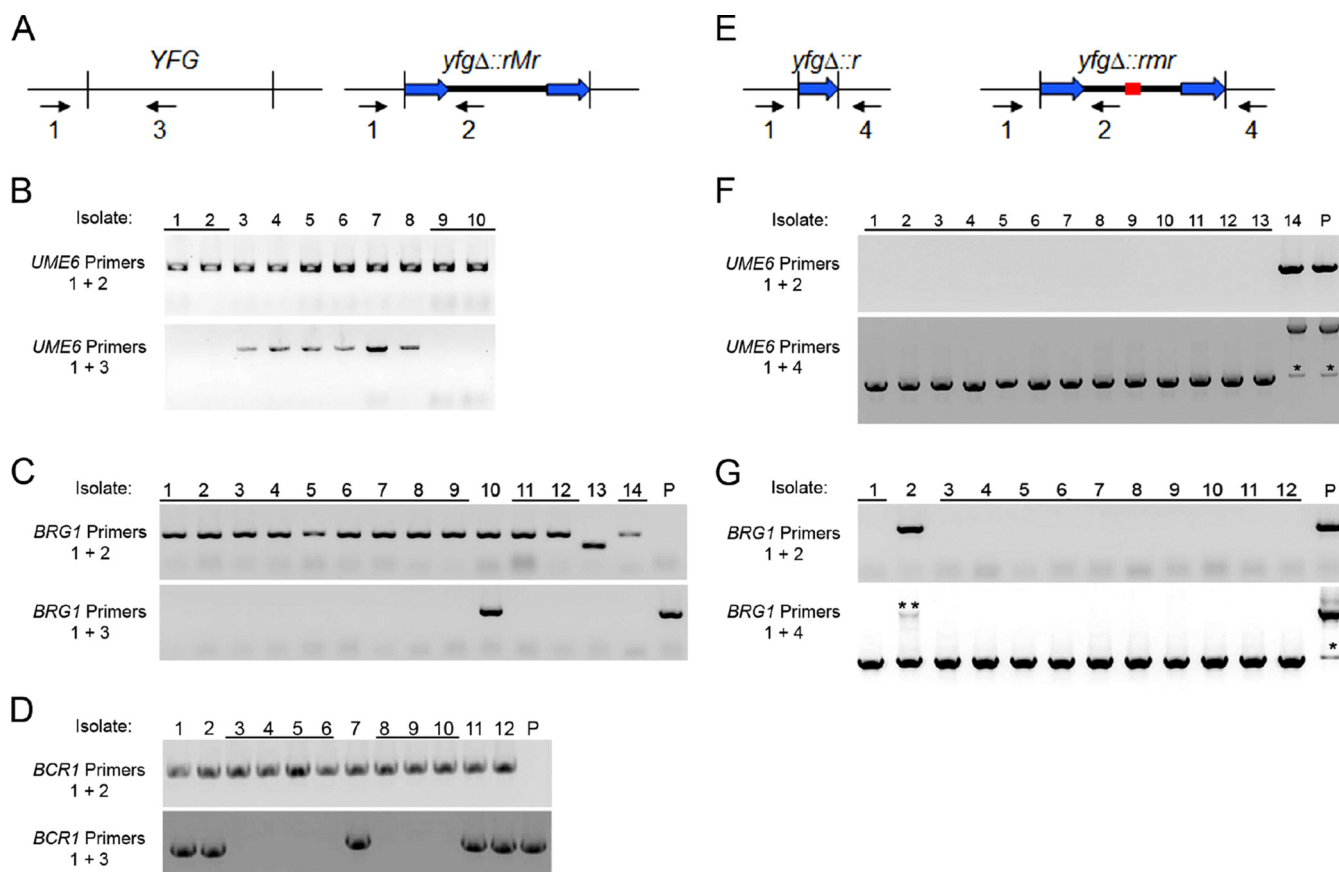 A
YFG
yfgΔ::rMr
1
3
1
2
E
yfgΔ::r
yfgΔ::rmr
1
4
1
2
4
B
Isolate: 1 2 3 4 5 6 7 8 9 10
UME6 Primers
1 + 2
UME6 Primers
1 + 3
C
Isolate: 1 2 3 4 5 6 7 8 9 10 11 12 13 14 P
BRG1 Primers
1 + 2
BRG1 Primers
1 + 3
D
Isolate: 1 2 3 4 5 6 7 8 9 10 11 12 P
BCR1 Primers
1 + 2
BCR1 Primers
1 + 3
F
Isolate: 1 2 3 4 5 6 7 8 9 10 11 12 13 14 P
UME6 Primers
1 + 2
UME6 Primers
1 + 4
* *
G
Isolate: 1 2 3 4 5 6 7 8 9 10 11 12 P
BRG1 Primers
1 + 2
BRG1 Primers
1 + 4
**
*